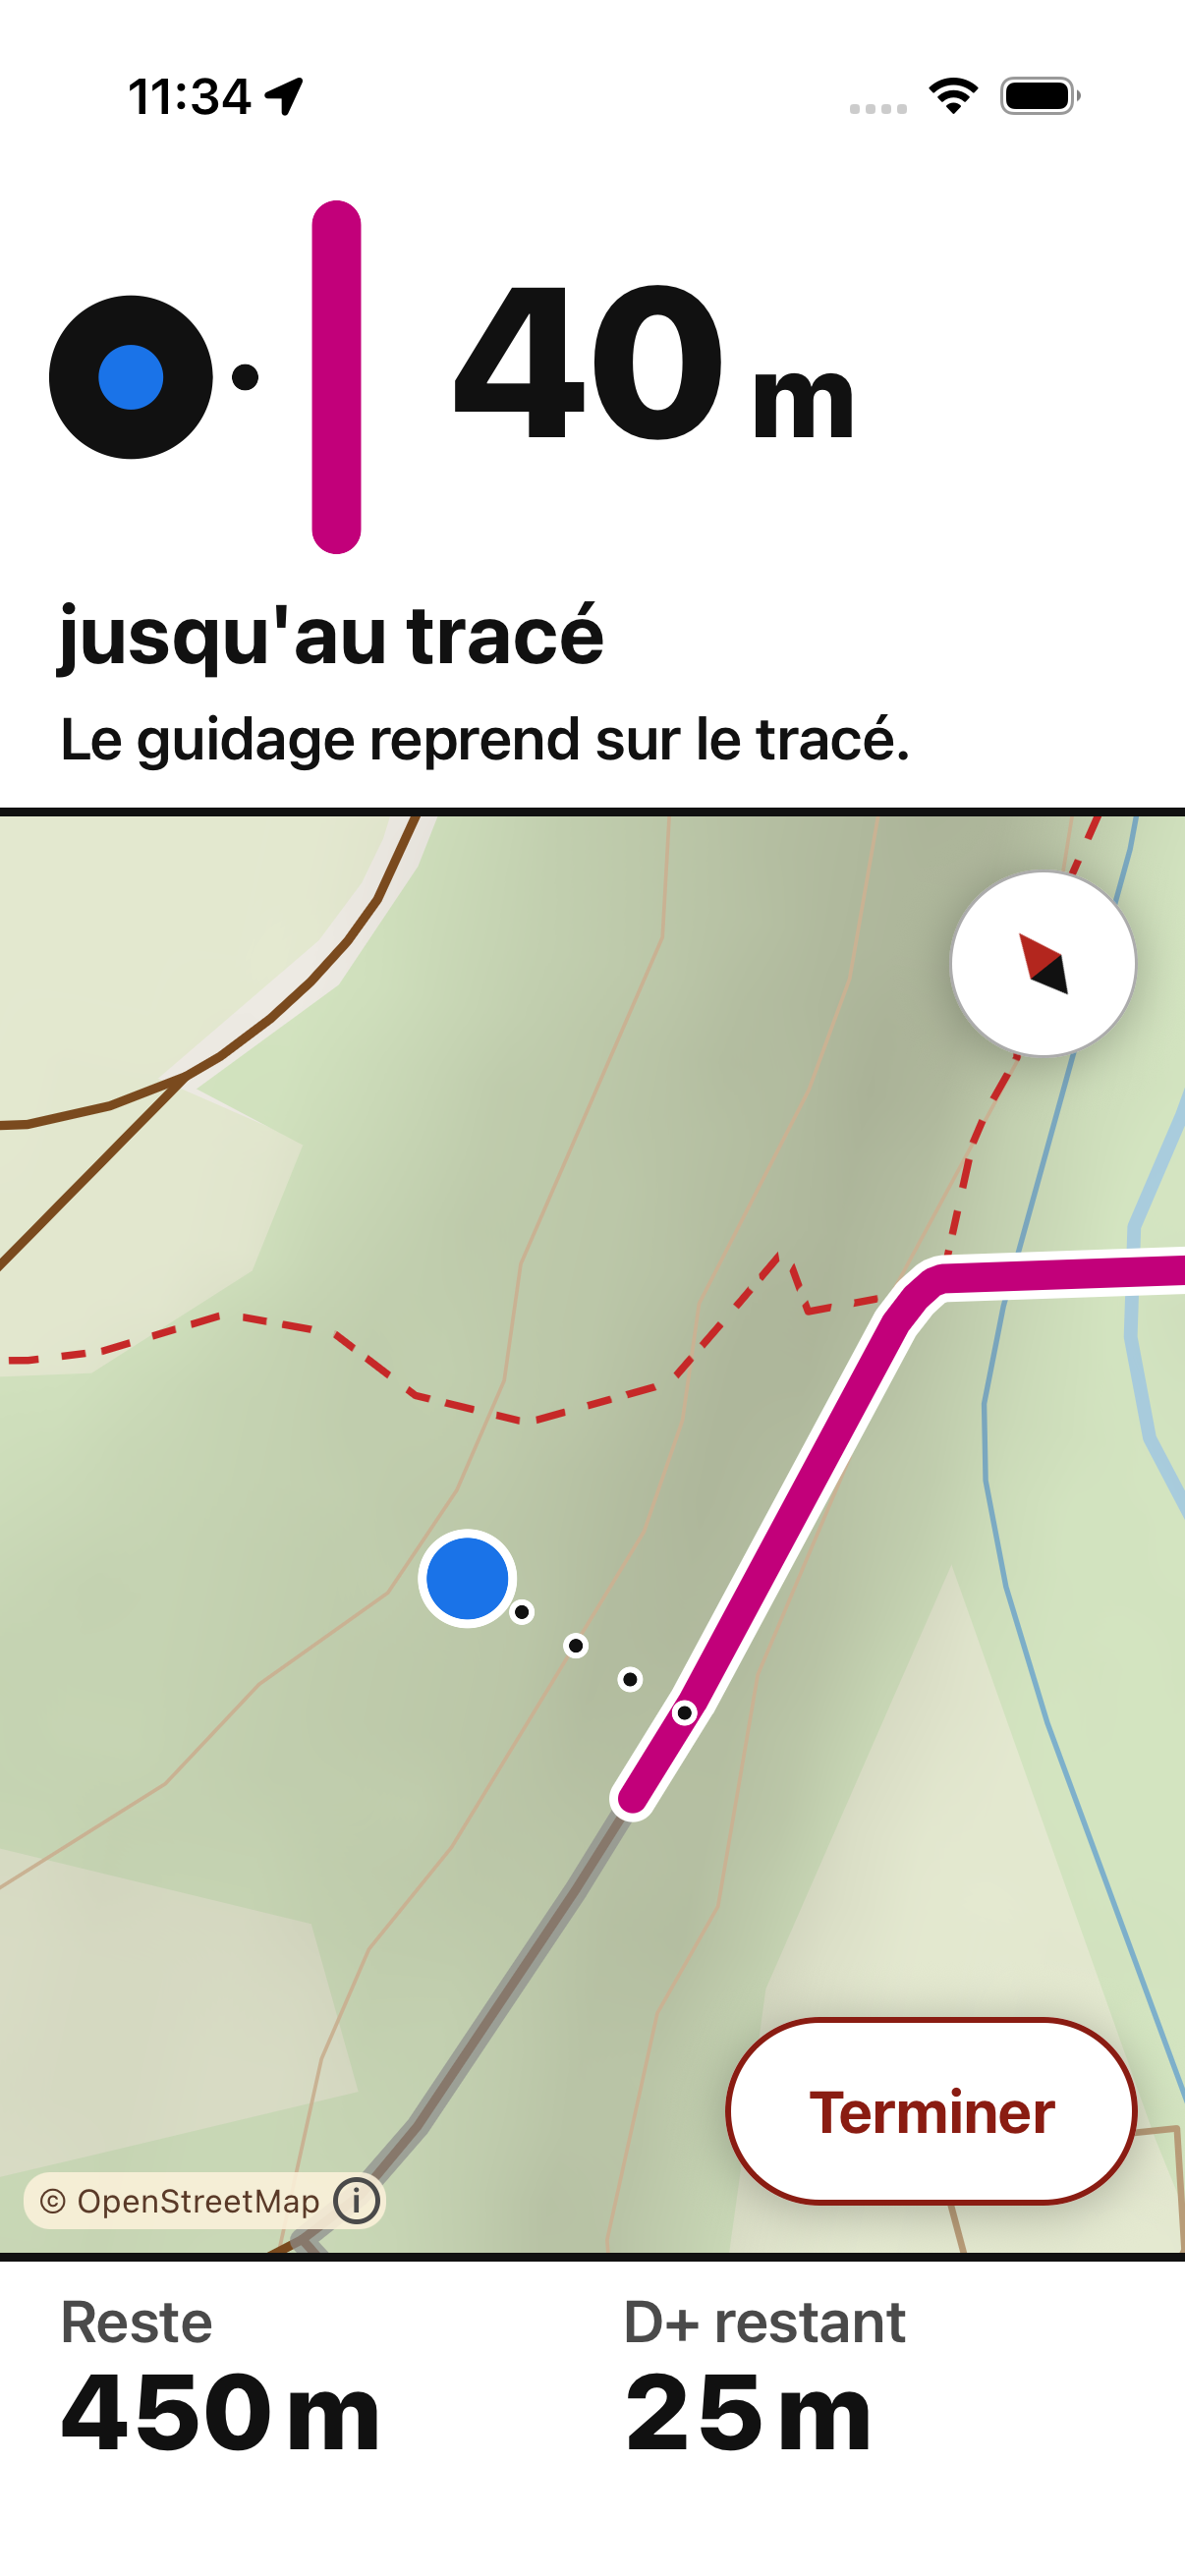 11:34
40 m
jusqu'au tracé
Le guidage reprend sur le tracé.
Terminer
© OpenStreetMap i
Reste
450 m
D+ restant
25 m